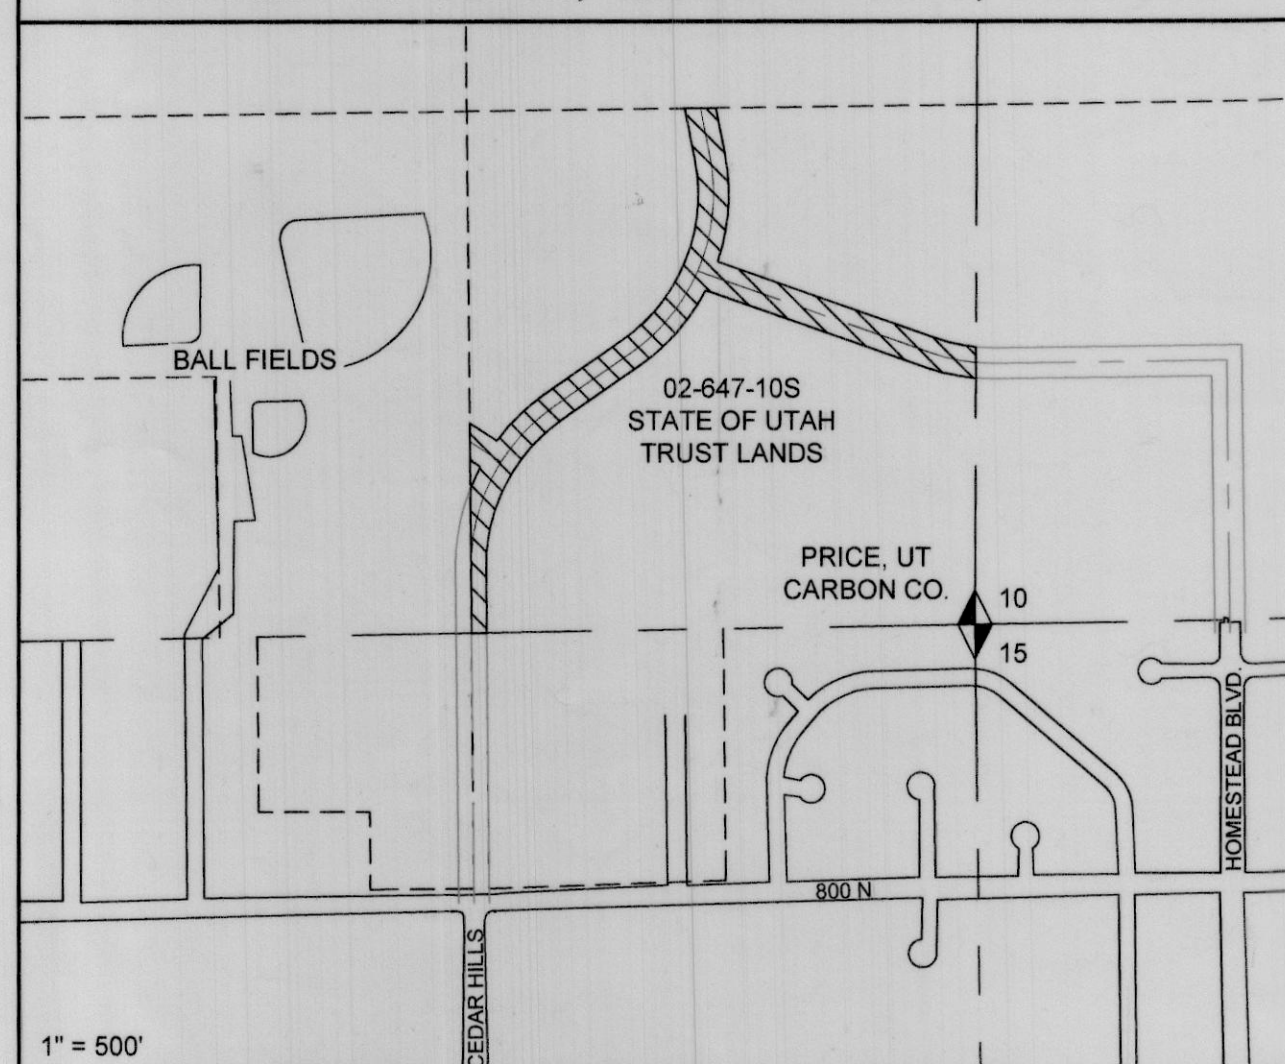 BALL FIELDS
02-647-10S
STATE OF UTAH
TRUST LANDS
PRICE, UT
CARBON CO.
10
15
HOMESTEAD BLVD.
800 N
CEDAR HILLS
1" = 500'